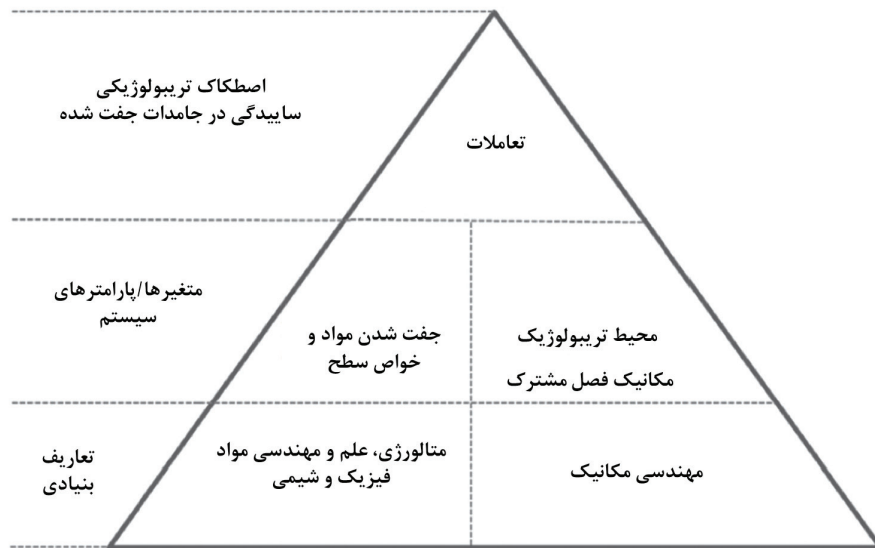 اصطکاک تریبولوژیکی
ساییدگی در جامدات جفت شده
تعاملات
متغیرها/پارامترهای
سیستم
جفت شدن مواد و
خواص سطح
محیط تریبولوژیک
مکانیک فصل مشترک
تعاریف
بنیادی
متالورژی، علم و مهندسی مواد
فیزیک و شیمی
مهندسی مکانیک